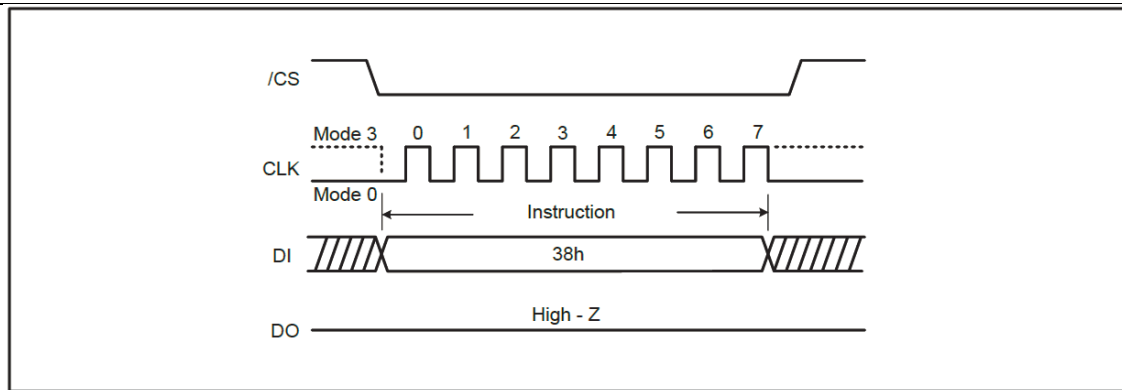 /CS
Mode 3 0 1 2 3 4 5 6 7
CLK
Mode 0
Instruction
DI 38h
High - Z
DO